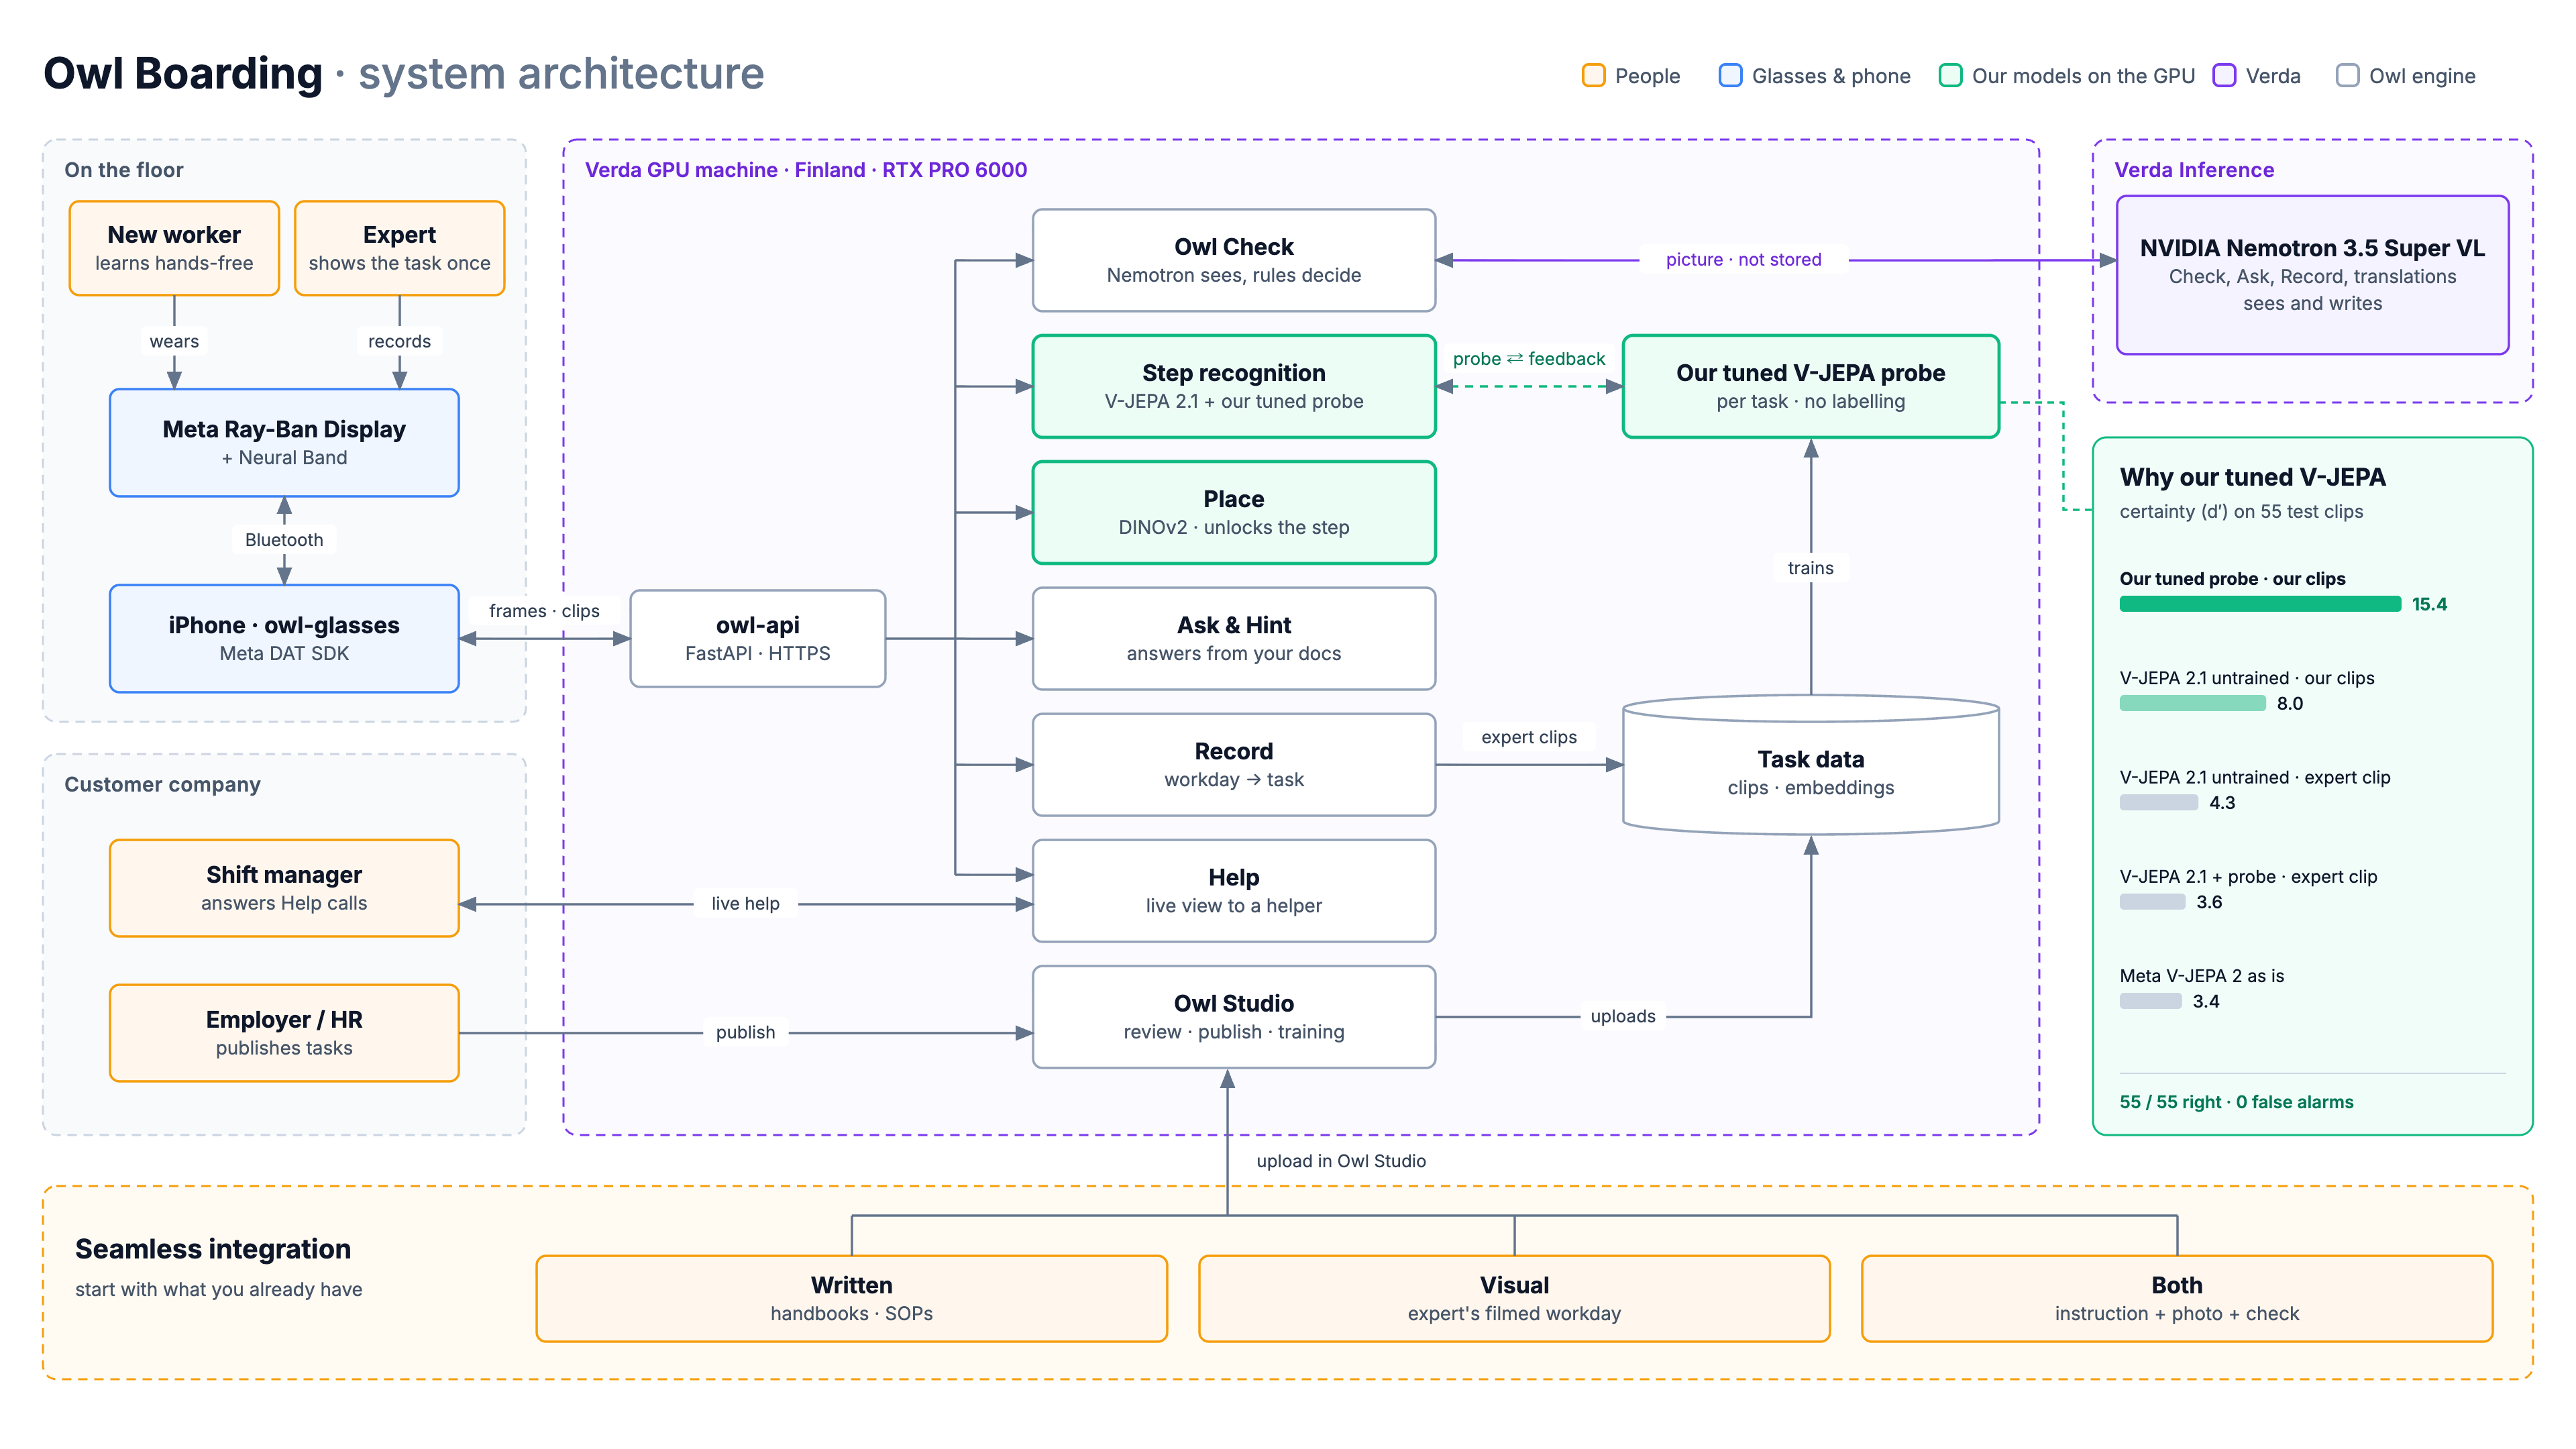 Owl Boarding · system architecture
People
Glasses & phone
Our models on the GPU
Verda
Owl engine
On the floor
New worker
learns hands-free
Expert
shows the task once
wears
records
Meta Ray-Ban Display
+ Neural Band
Bluetooth
iPhone · owl-glasses
Meta DAT SDK
frames · clips
Customer company
Shift manager
answers Help calls
Employer / HR
publishes tasks
live help
publish
Verda GPU machine · Finland · RTX PRO 6000
owl-api
FastAPI · HTTPS
Owl Check
Nemotron sees, rules decide
Step recognition
V-JEPA 2.1 + our tuned probe
Place
DINOv2 · unlocks the step
Ask & Hint
answers from your docs
Record
workday → task
Help
live view to a helper
Owl Studio
review · publish · training
picture · not stored
probe ⇄ feedback
Our tuned V-JEPA probe
per task · no labelling
trains
expert clips
Task data
clips · embeddings
uploads
Verda Inference
NVIDIA Nemotron 3.5 Super VL
Check, Ask, Record, translations
sees and writes
Why our tuned V-JEPA
certainty (d′) on 55 test clips
Our tuned probe · our clips
15.4
V-JEPA 2.1 untrained · our clips
8.0
V-JEPA 2.1 untrained · expert clip
4.3
V-JEPA 2.1 + probe · expert clip
3.6
Meta V-JEPA 2 as is
3.4
55 / 55 right · 0 false alarms
upload in Owl Studio
Seamless integration
start with what you already have
Written
handbooks · SOPs
Visual
expert's filmed workday
Both
instruction + photo + check